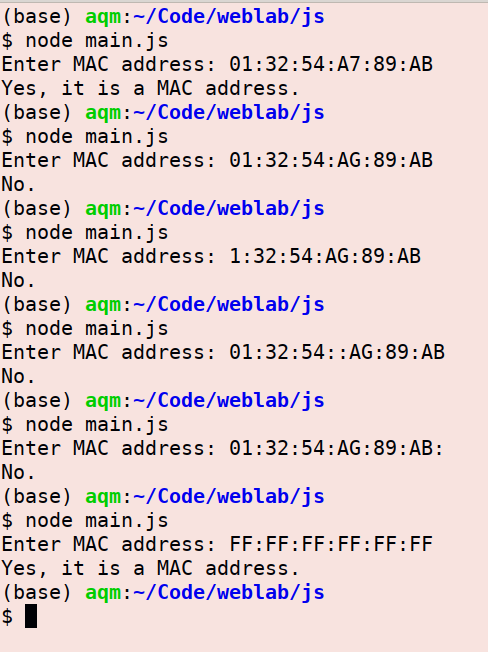 (base) aqm:~/Code/weblab/js
$ node main.js
Enter MAC address: 01:32:54:A7:89:AB
Yes, it is a MAC address.
(base) aqm:~/Code/weblab/js
$ node main.js
Enter MAC address: 01:32:54:AG:89:AB
No.
(base) aqm:~/Code/weblab/js
$ node main.js
Enter MAC address: 1:32:54:AG:89:AB
No.
(base) aqm:~/Code/weblab/js
$ node main.js
Enter MAC address: 01:32:54::AG:89:AB
No.
(base) aqm:~/Code/weblab/js
$ node main.js
Enter MAC address: 01:32:54:AG:89:AB:
No.
(base) aqm:~/Code/weblab/js
$ node main.js
Enter MAC address: FF:FF:FF:FF:FF:FF
Yes, it is a MAC address.
(base) aqm:~/Code/weblab/js
$